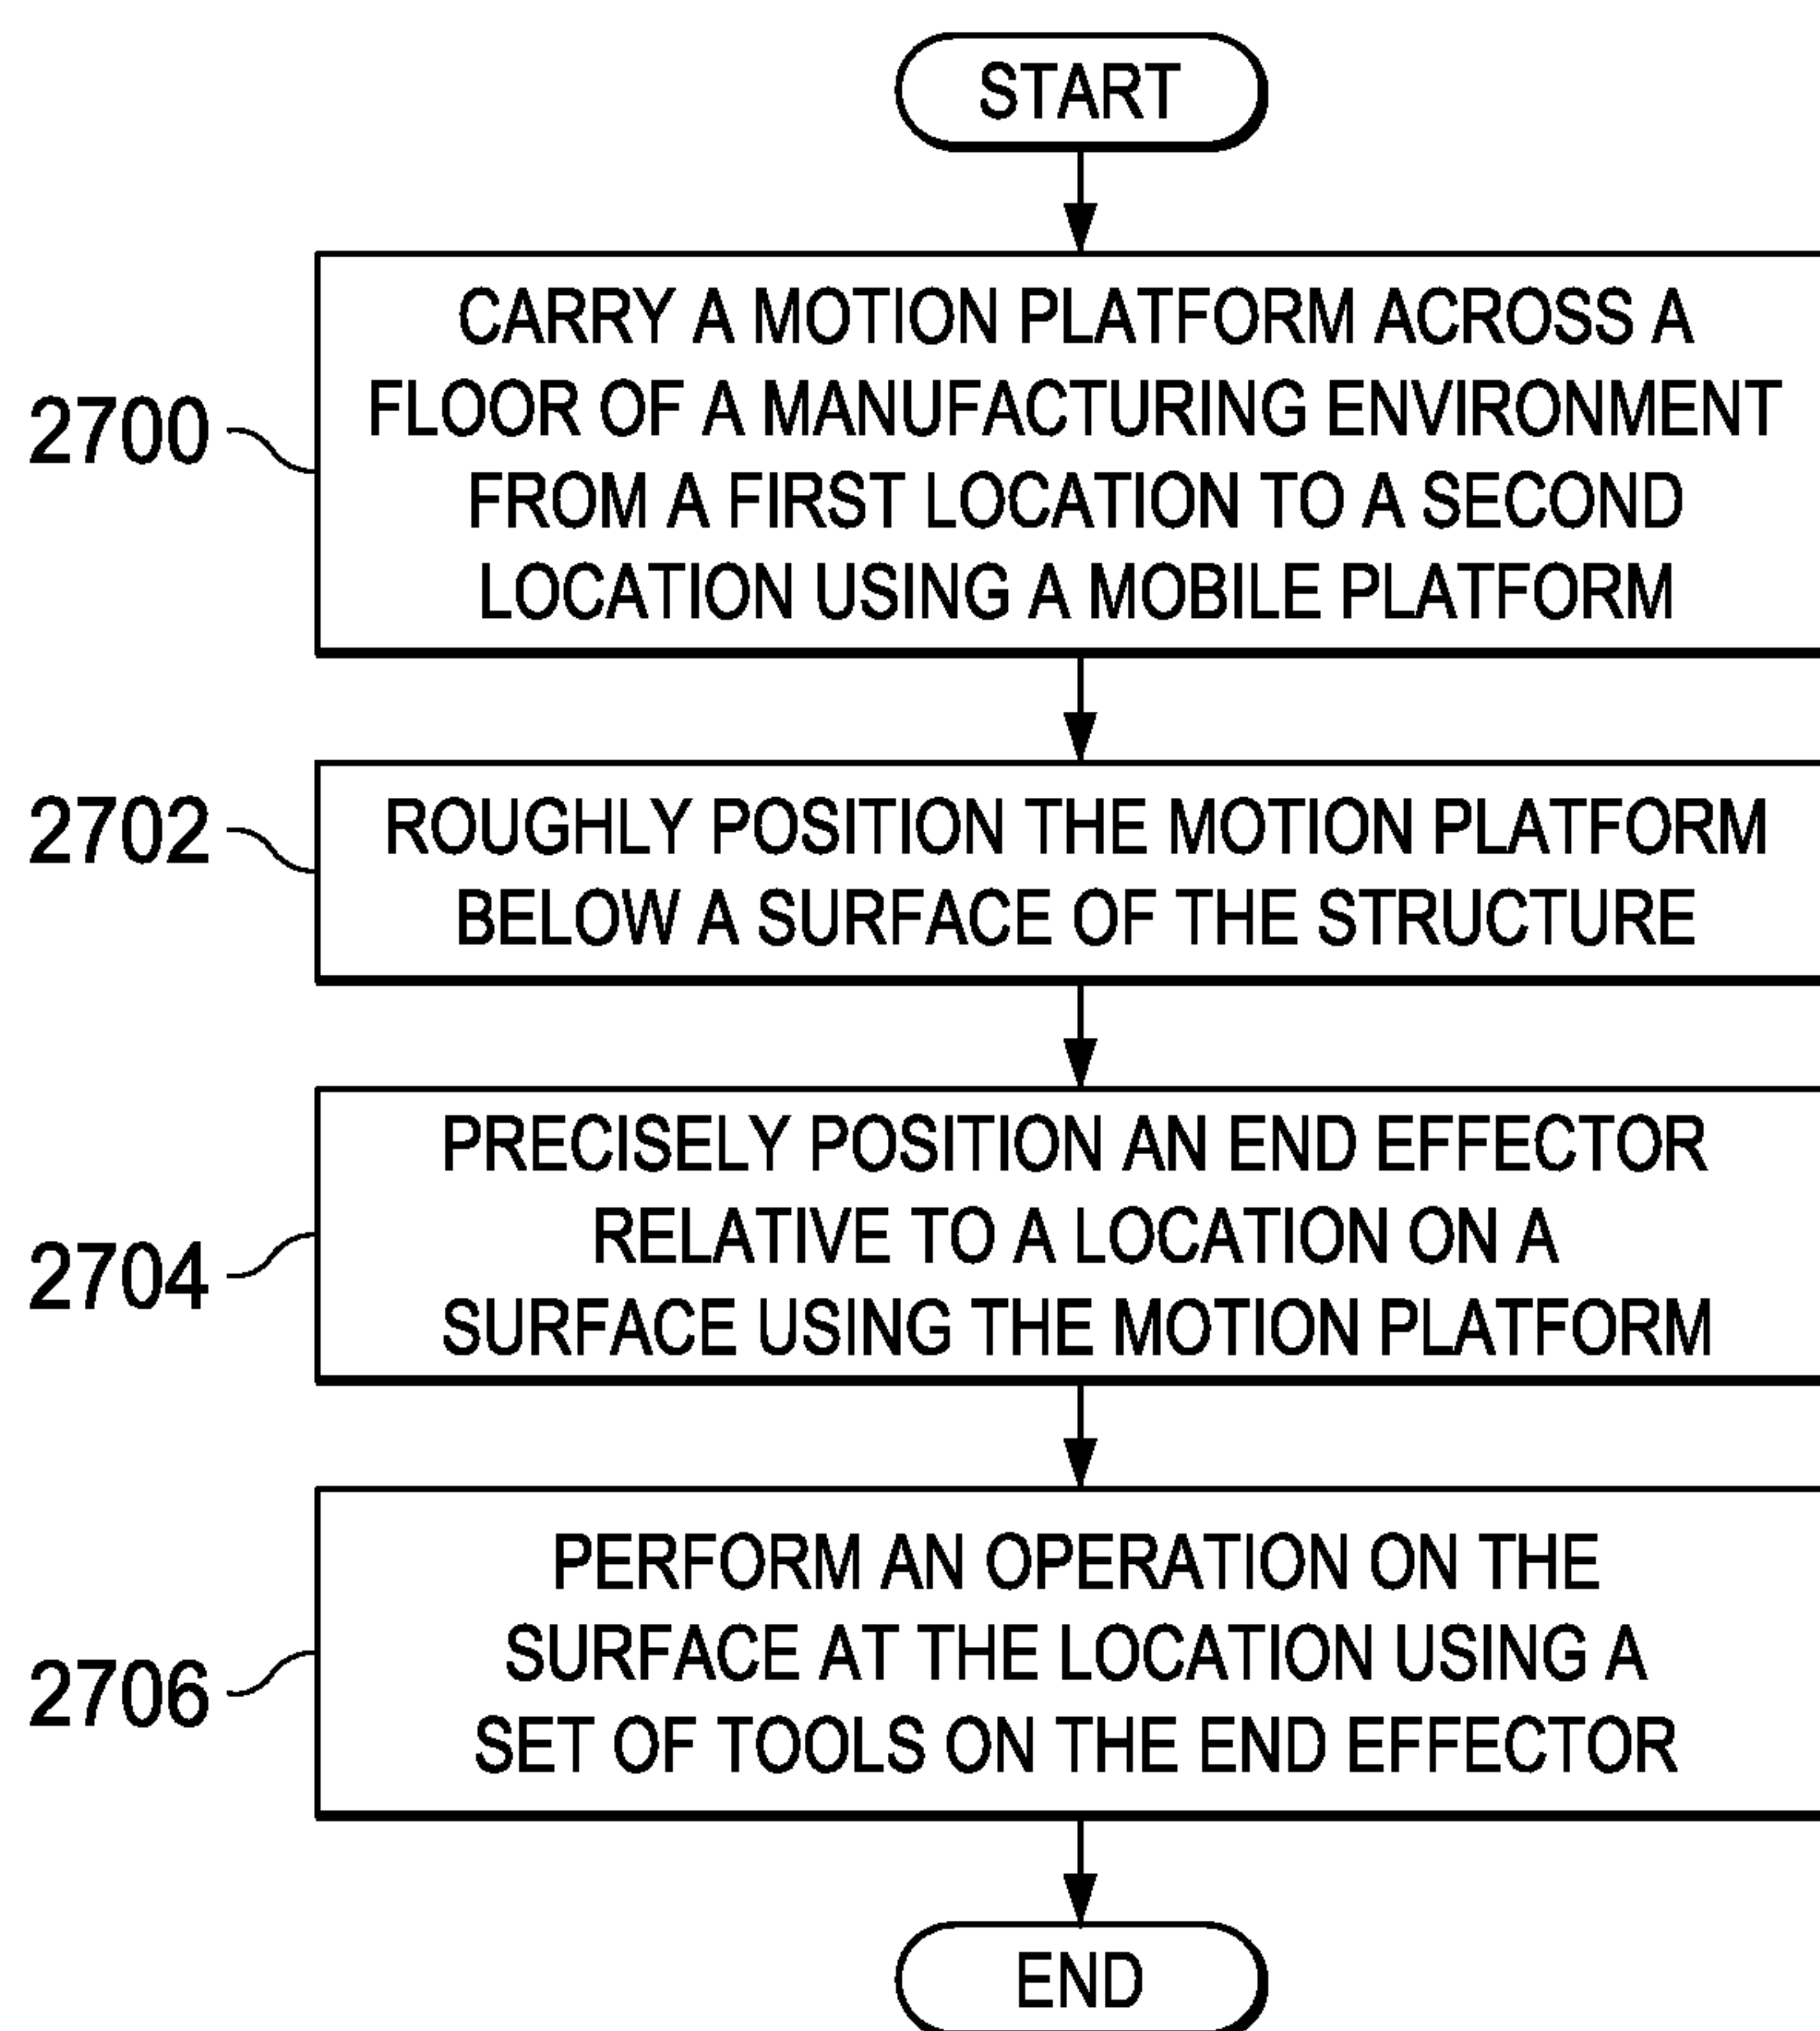 START
CARRY A MOTION PLATFORM ACROSS A
FLOOR OF A MANUFACTURING ENVIRONMENT
FROM A FIRST LOCATION TO A SECOND
LOCATION USING A MOBILE PLATFORM
2700
ROUGHLY POSITION THE MOTION PLATFORM
BELOW A SURFACE OF THE STRUCTURE
2702
PRECISELY POSITION AN END EFFECTOR
RELATIVE TO A LOCATION ON A
SURFACE USING THE MOTION PLATFORM
2704
PERFORM AN OPERATION ON THE
SURFACE AT THE LOCATION USING A
SET OF TOOLS ON THE END EFFECTOR
2706
END